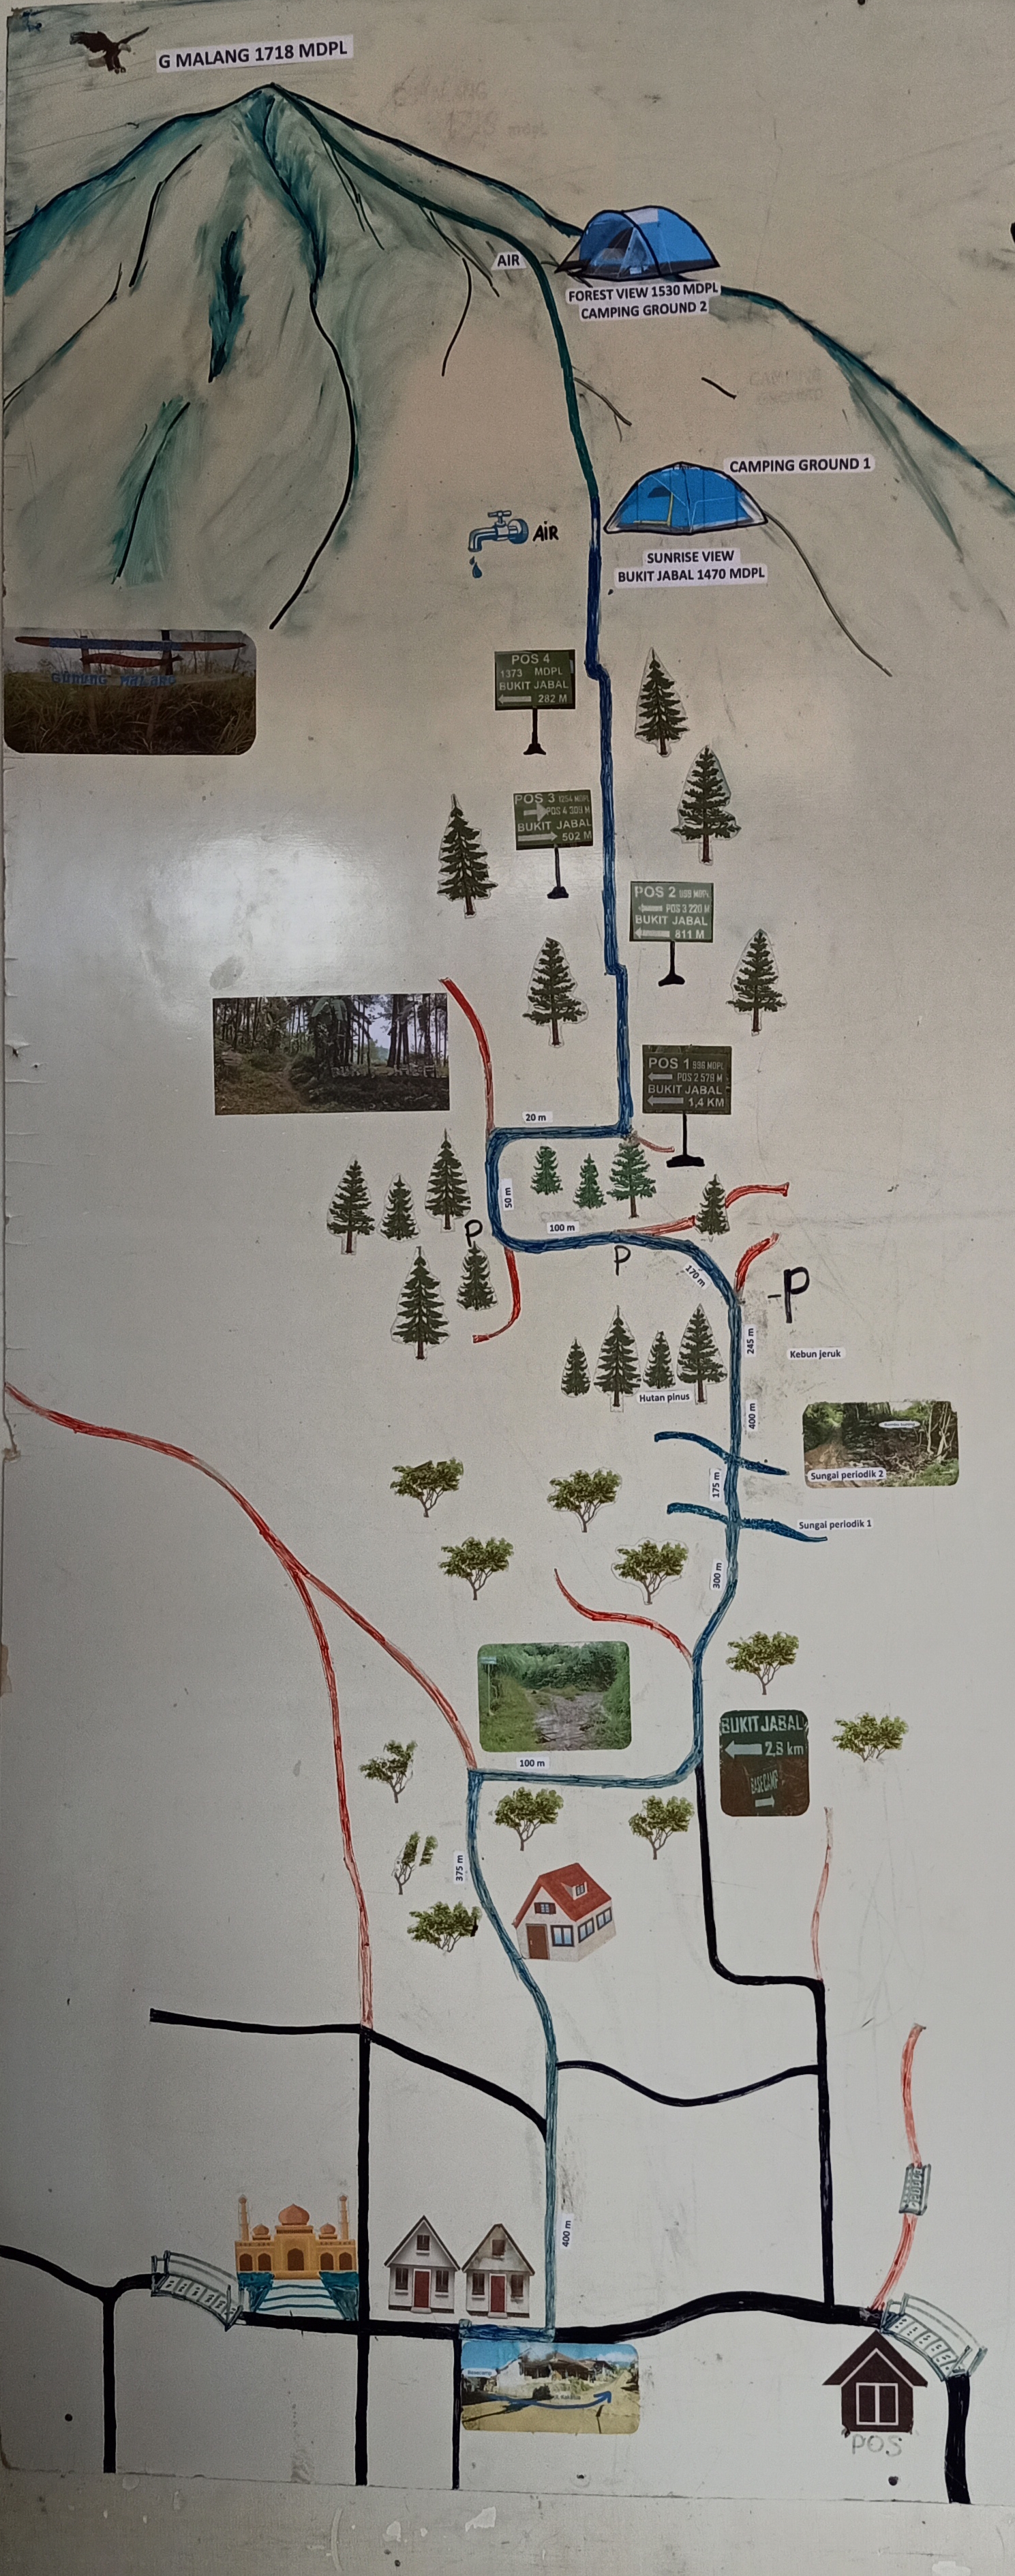 G MALANG 1718 MDPL
AIR
FOREST VIEW 1530 MDPL
CAMPING GROUND 2
CAMPING GROUND 1
AIR
SUNRISE VIEW
BUKIT JABAL 1470 MDPL
GUNUNG MALANG
POS 4
1373 MDPL
BUKIT JABAL
282 M
POS 3 1254 MDPL
POS 4 309 M
BUKIT JABAL
502 M
POS 2
POS 3 220 M
BUKIT JABAL
811 M
POS 1 996 MDPL
POS 2 579 M
BUKIT JABAL
1,4 KM
20 m
50 m
100 m
P
P
170 m
P
245 m
Kebun jeruk
Hutan pinus
400 m
Sungai periodik 2
175 m
Sungai periodik 1
300 m
BUKIT JABAL
2,8 km
BASECAMP
100 m
375 m
400 m
Basecamp
POS